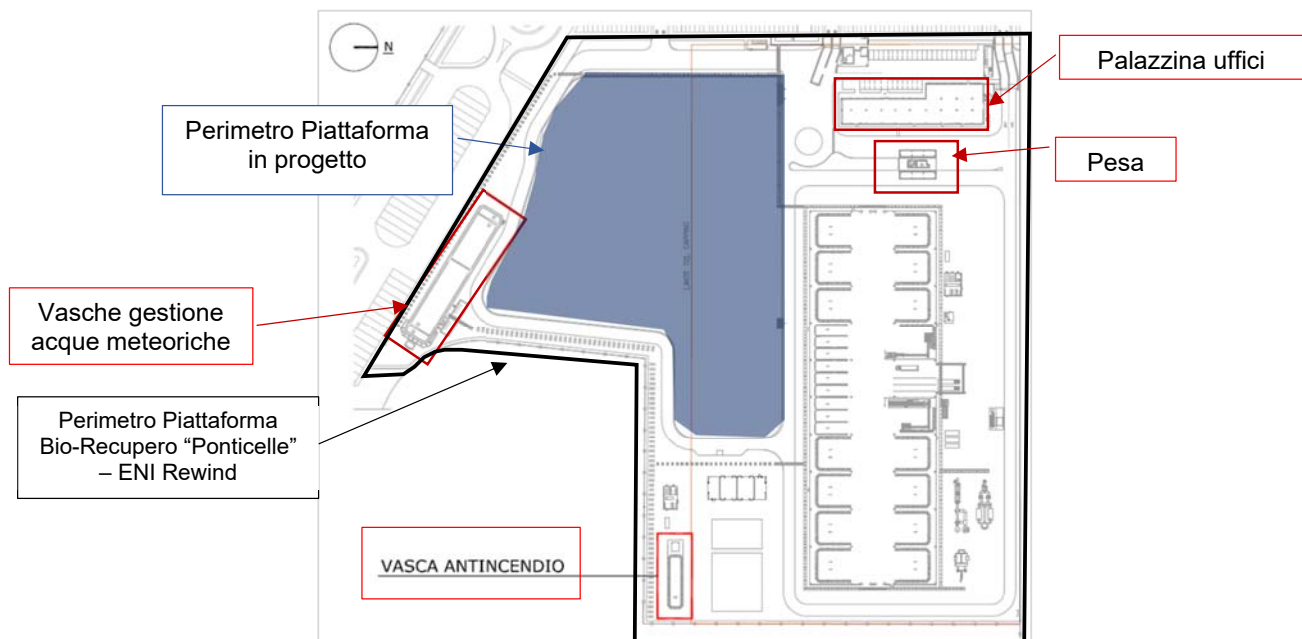 N
Palazzina uffici
Perimetro Piattaforma
in progetto
Pesa
Vasche gestione
acque meteoriche
Perimetro Piattaforma
Bio-Recupero “Ponticelle”
– ENI Rewind
VASCA ANTINCENDIO